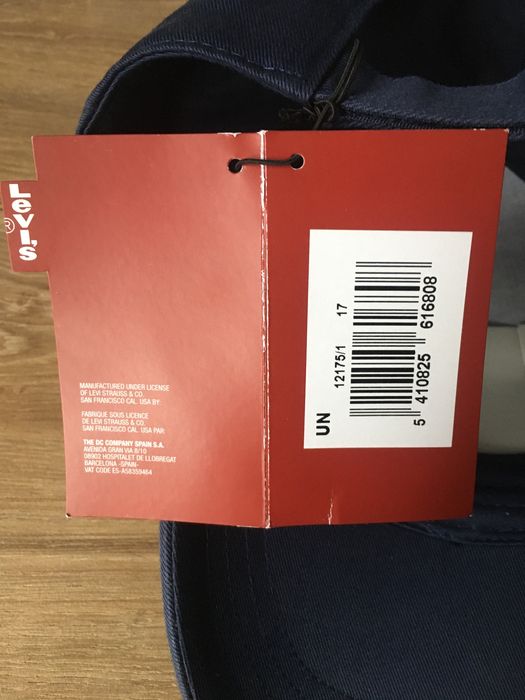 Levi's
®
MANUFACTURED UNDER LICENSE
OF LEVI STRAUSS & CO.
SAN FRANCISCO CAL. USA BY:
FABRIQUE SOUS LICENCE
DE LEVI STRAUSS & CO.
SAN FRANCISCO CAL. USA PAR:
THE DC COMPANY SPAIN S.A.
AVENIDA GRAN VIA 8/10
08902 HOSPITALET DE LLOBREGAT
BARCELONA -SPAIN-
VAT CODE ES-A58359464
UN
12175/1 17
5 410825 616808